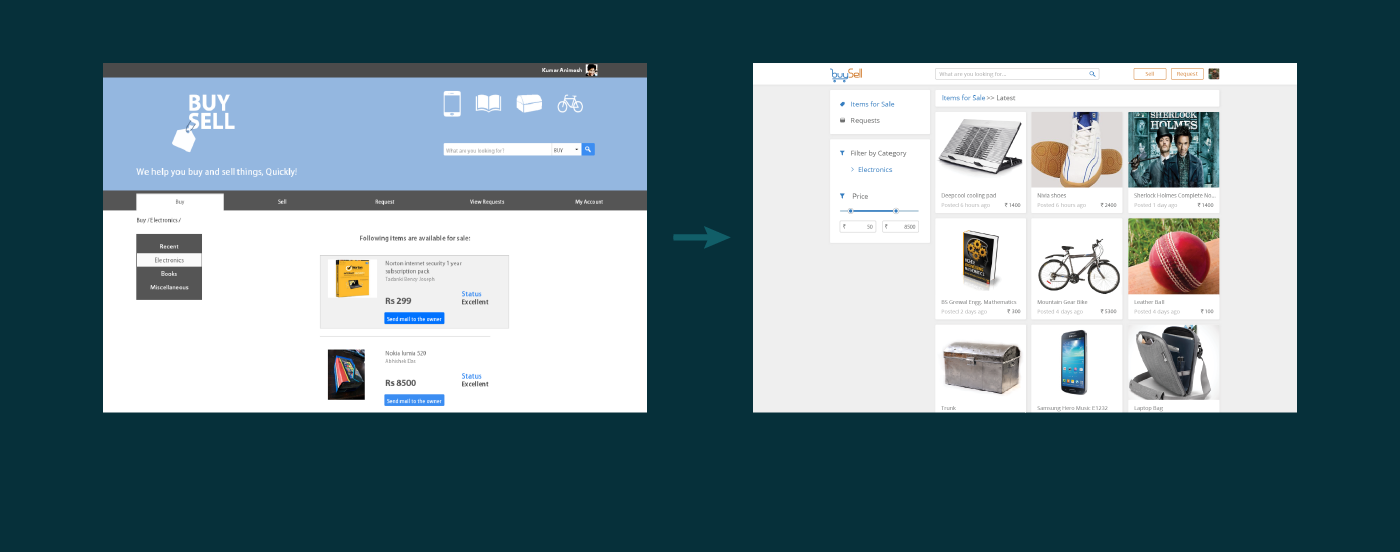 Kumar Animesh
BUY
SELL
What are you looking for?
BUY
We help you buy and sell things, Quickly!
Buy
Sell
Request
View Requests
My Account
Buy / Electronics /
Recent
Electronics
Books
Miscellaneous
Following items are available for sale:
Norton internet security 1 year
subscription pack
Tadanki Bency Joseph
Rs 299
Status
Excellent
Send mail to the owner
Nokia lumia 520
Abhishek Das
Rs 8500
Status
Excellent
Send mail to the owner
buySell
What are you looking for...
Sell
Request
Items for Sale
Requests
Filter by Category
Electronics
Price
₹ 50
₹ 8500
Items for Sale >> Latest
Deepcool cooling pad
Posted 6 hours ago ₹ 1400
Nivia shoes
Posted 6 hours ago ₹ 2400
SHERLOCK
HOLMES
Sherlock Holmes Complete No...
Posted 1 day ago ₹ 1400
BS Grewal Engg. Mathematics
Posted 2 days ago ₹ 300
Mountain Gear Bike
Posted 4 days ago ₹ 5300
Leather Ball
Posted 4 days ago ₹ 100
Trunk
Samsung Hero Music E1232
Laptop Bag